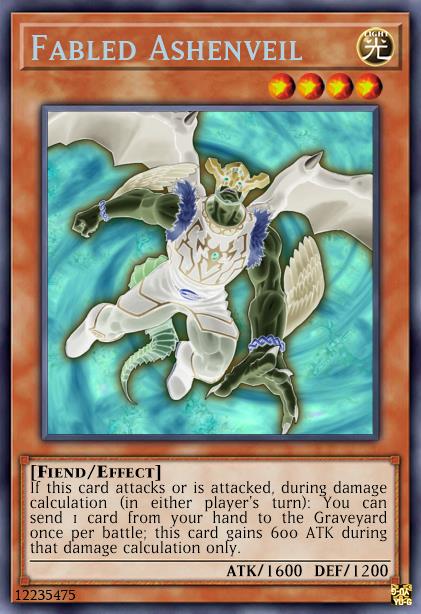 Fabled Ashenveil
LIGHT
光
[Fiend/Effect]
If this card attacks or is attacked, during damage
calculation (in either player's turn): You can
send 1 card from your hand to the Graveyard
once per battle; this card gains 600 ATK during
that damage calculation only.
ATK/1600 DEF/1200
12235475